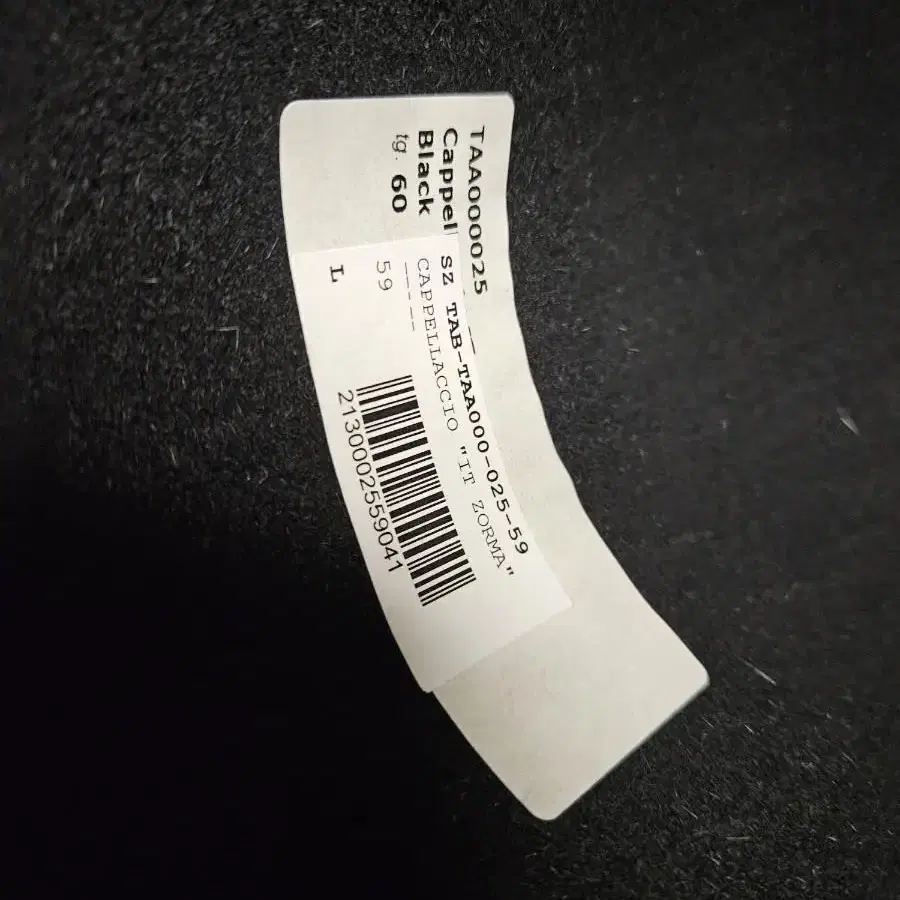 TAA000025
Cappel
Black
tg. 60
SZ TAB-TAA000-025-59
CAPPELLACCIO "IT ZORMA"
-----
59
2130002559041
L